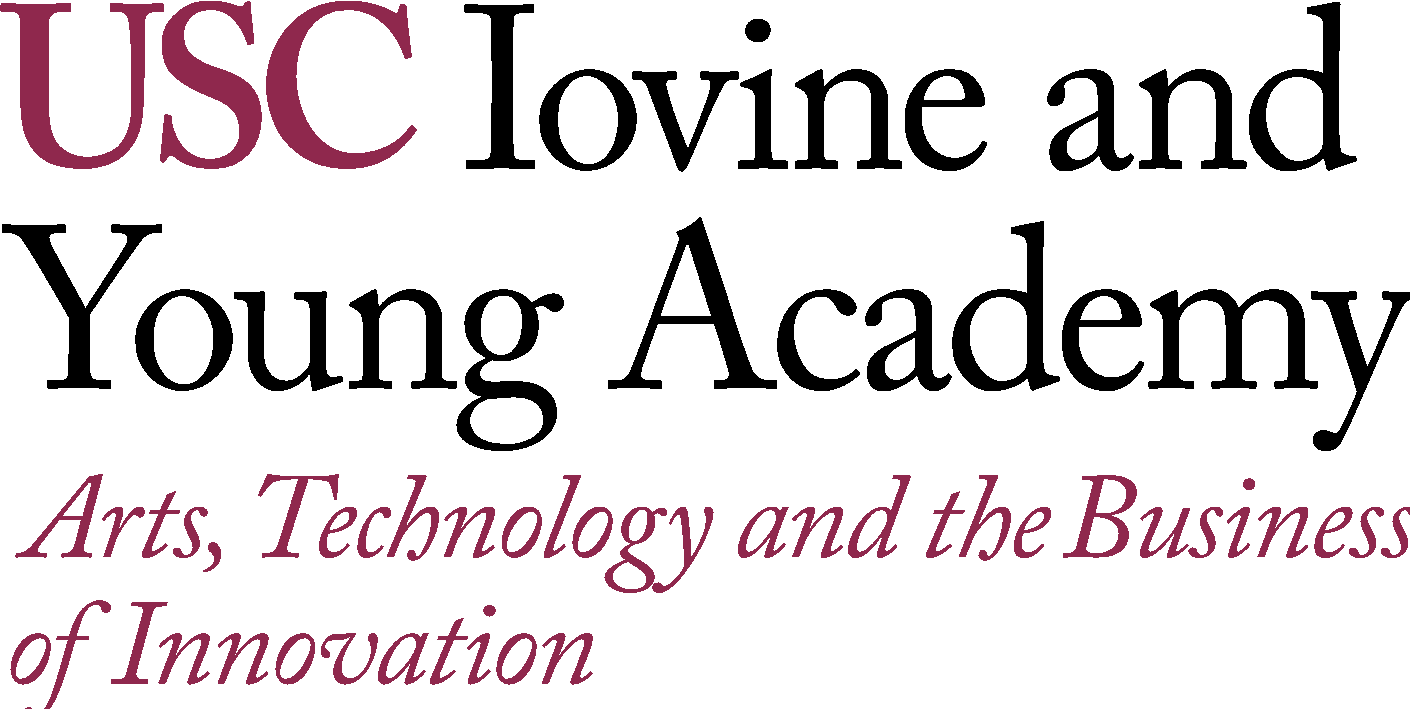 USC Iovine and
Young Academy
Arts, Technology and the Business
of Innovation